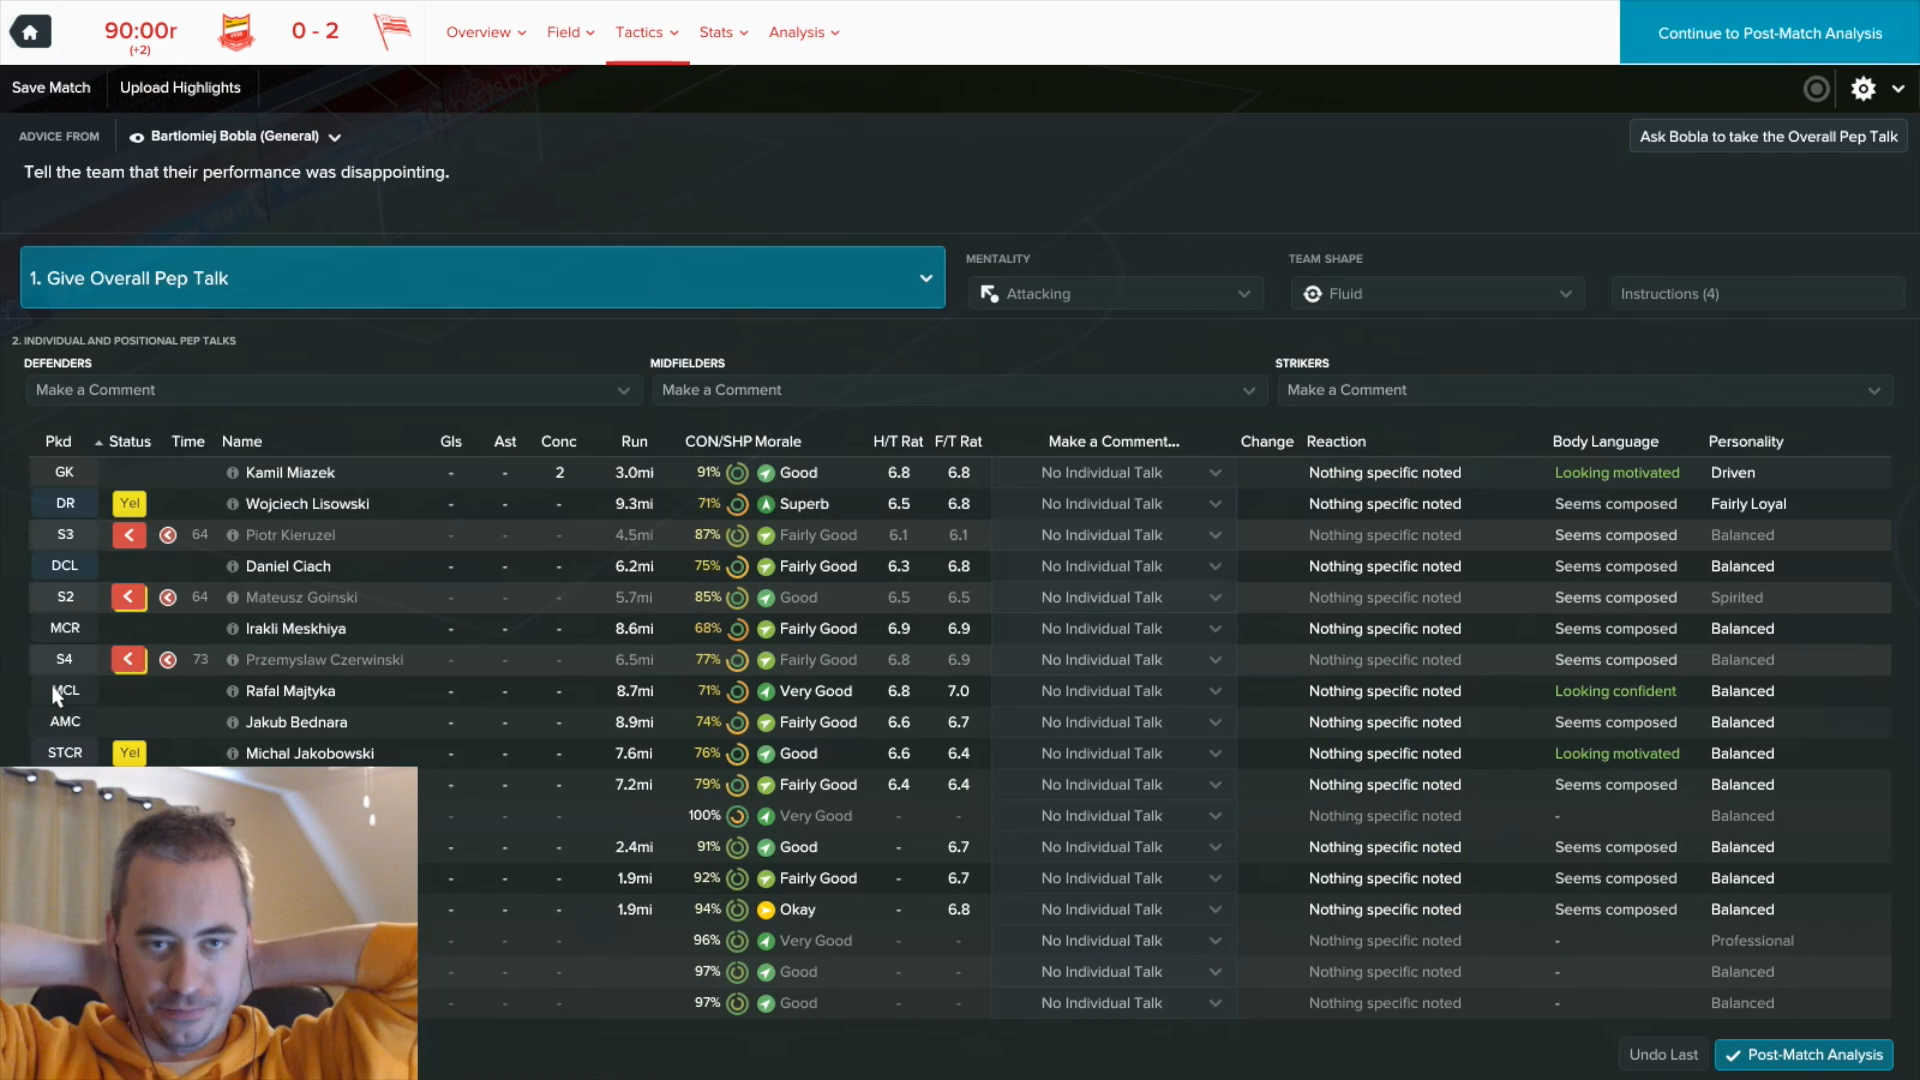 90:00r
(+2)
0 - 2
Overview
Field
Tactics
Stats
Analysis
Continue to Post-Match Analysis
Save Match
Upload Highlights
ADVICE FROM
Bartlomiej Bobla (General)
Ask Bobla to take the Overall Pep Talk
Tell the team that their performance was disappointing.
1. Give Overall Pep Talk
MENTALITY
Attacking
TEAM SHAPE
Fluid
Instructions (4)
2. INDIVIDUAL AND POSITIONAL PEP TALKS
DEFENDERS
MIDFIELDERS
STRIKERS
Make a Comment
Make a Comment
Make a Comment
Pkd Status Time Name Gls Ast Conc Run CON/SHP Morale H/T Rat F/T Rat Make a Comment... Change Reaction Body Language Personality
GK Kamil Miazek - - 2 3.0mi 91% Good 6.8 6.8 No Individual Talk Nothing specific noted Looking motivated Driven
DR Yel Wojciech Lisowski - - - 9.3mi 71% Superb 6.5 6.8 No Individual Talk Nothing specific noted Seems composed Fairly Loyal
S3 64 Piotr Kieruzel - - - 4.5mi 87% Fairly Good 6.1 6.1 No Individual Talk Nothing specific noted Seems composed Balanced
DCL Daniel Ciach - - - 6.2mi 75% Fairly Good 6.3 6.8 No Individual Talk Nothing specific noted Seems composed Balanced
S2 64 Mateusz Goinski - - - 5.7mi 85% Good 6.5 6.5 No Individual Talk Nothing specific noted Seems composed Spirited
MCR Irakli Meskhiya - - - 8.6mi 68% Fairly Good 6.9 6.9 No Individual Talk Nothing specific noted Seems composed Balanced
S4 73 Przemyslaw Czerwinski - - - 6.5mi 77% Fairly Good 6.8 6.9 No Individual Talk Nothing specific noted Seems composed Balanced
MCL Rafal Majtyka - - - 8.7mi 71% Very Good 6.8 7.0 No Individual Talk Nothing specific noted Looking confident Balanced
AMC Jakub Bednara - - - 8.9mi 74% Fairly Good 6.6 6.7 No Individual Talk Nothing specific noted Seems composed Balanced
STCR Yel Michal Jakobowski - - - 7.6mi 76% Good 6.6 6.4 No Individual Talk Nothing specific noted Looking motivated Balanced
- - - 7.2mi 79% Fairly Good 6.4 6.4 No Individual Talk Nothing specific noted Seems composed Balanced
- - - 100% Very Good - - No Individual Talk Nothing specific noted - Balanced
- - - 2.4mi 91% Good - 6.7 No Individual Talk Nothing specific noted Seems composed Balanced
- - - 1.9mi 92% Fairly Good - 6.7 No Individual Talk Nothing specific noted Seems composed Balanced
- - - 1.9mi 94% Okay - 6.8 No Individual Talk Nothing specific noted Seems composed Balanced
- - - 96% Very Good - - No Individual Talk Nothing specific noted - Professional
- - - 97% Good - - No Individual Talk Nothing specific noted - Balanced
- - - 97% Good - - No Individual Talk Nothing specific noted - Balanced
Undo Last
Post-Match Analysis